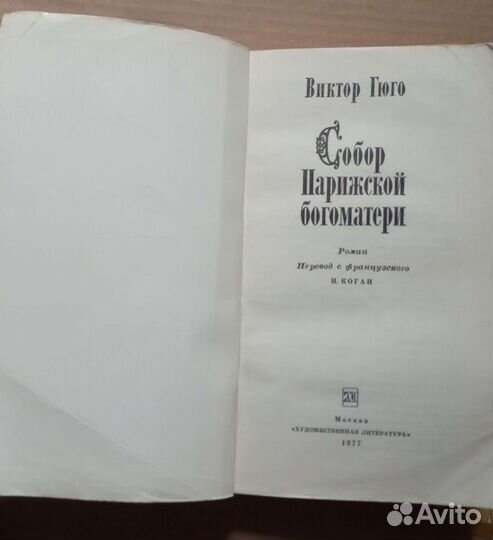 Виктор Гюго
Собор
Парижской
богоматери
Роман
Перевод с французского
Н. КОГАН
Москва
«ХУДОЖЕСТВЕННАЯ ЛИТЕРАТУРА»
1977
Avito